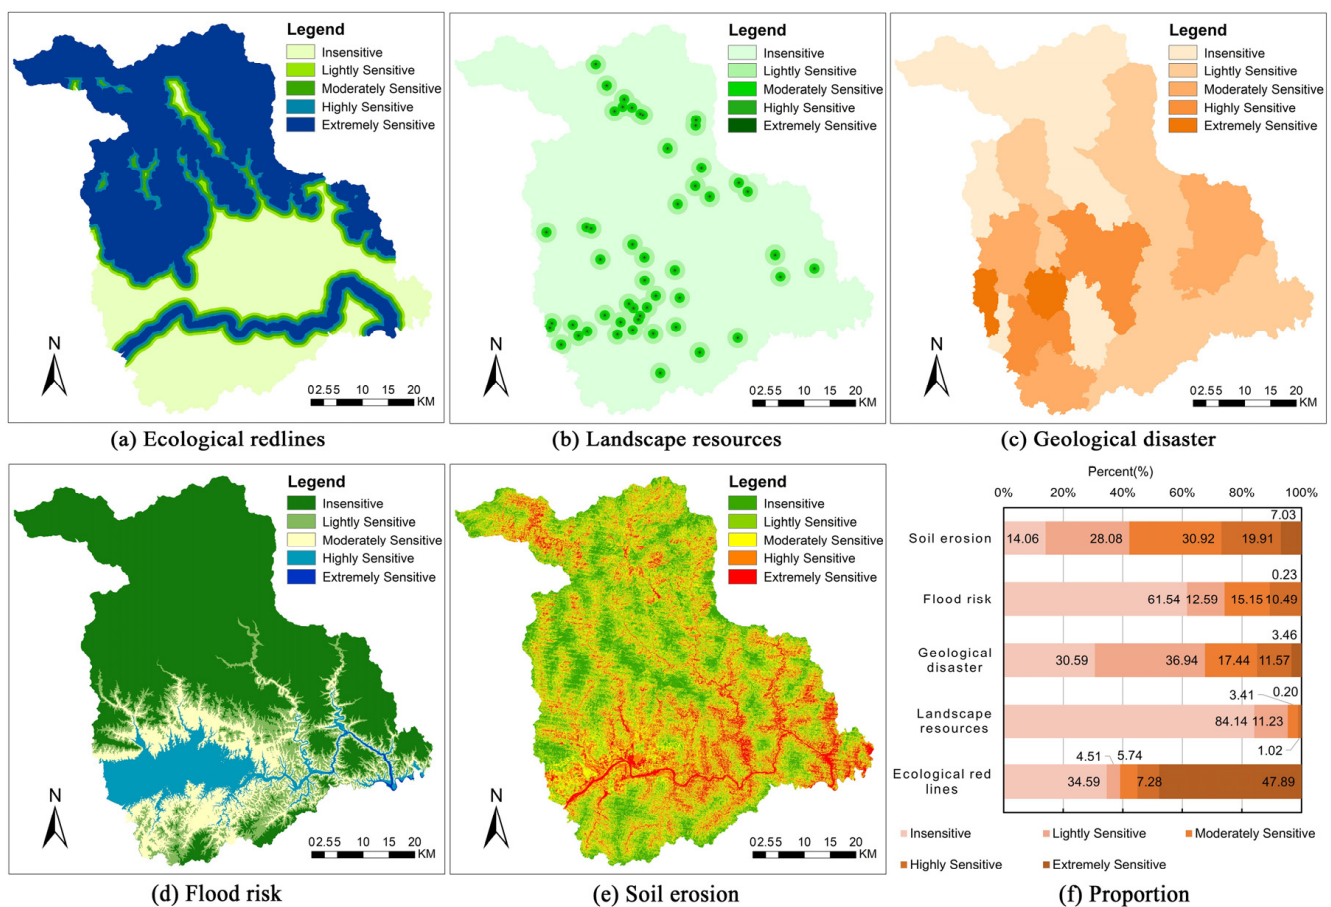 Legend
Insensitive
Lightly Sensitive
Moderately Sensitive
Highly Sensitive
Extremely Sensitive
N
02.55 10 15 20
KM
(a) Ecological redlines
Legend
Insensitive
Lightly Sensitive
Moderately Sensitive
Highly Sensitive
Extremely Sensitive
N
02.55 10 15 20
KM
(b) Landscape resources
Legend
Insensitive
Lightly Sensitive
Moderately Sensitive
Highly Sensitive
Extremely Sensitive
N
02.55 10 15 20
KM
(c) Geological disaster
Legend
Insensitive
Lightly Sensitive
Moderately Sensitive
Highly Sensitive
Extremely Sensitive
N
02.55 10 15 20
KM
(d) Flood risk
Legend
Insensitive
Lightly Sensitive
Moderately Sensitive
Highly Sensitive
Extremely Sensitive
N
02.55 10 15 20
KM
(e) Soil erosion
Percent(%)
0% 20% 40% 60% 80% 100%
7.03
Soil erosion 14.06 28.08 30.92 19.91
0.23
Flood risk 61.54 12.59 15.15 10.49
3.46
Geological
disaster 30.59 36.94 17.44 11.57
3.41 0.20
Landscape
resources 84.14 11.23
1.02
4.51 5.74
Ecological red
lines 34.59 7.28 47.89
Insensitive Lightly Sensitive Moderately Sensitive
Highly Sensitive Extremely Sensitive
(f) Proportion